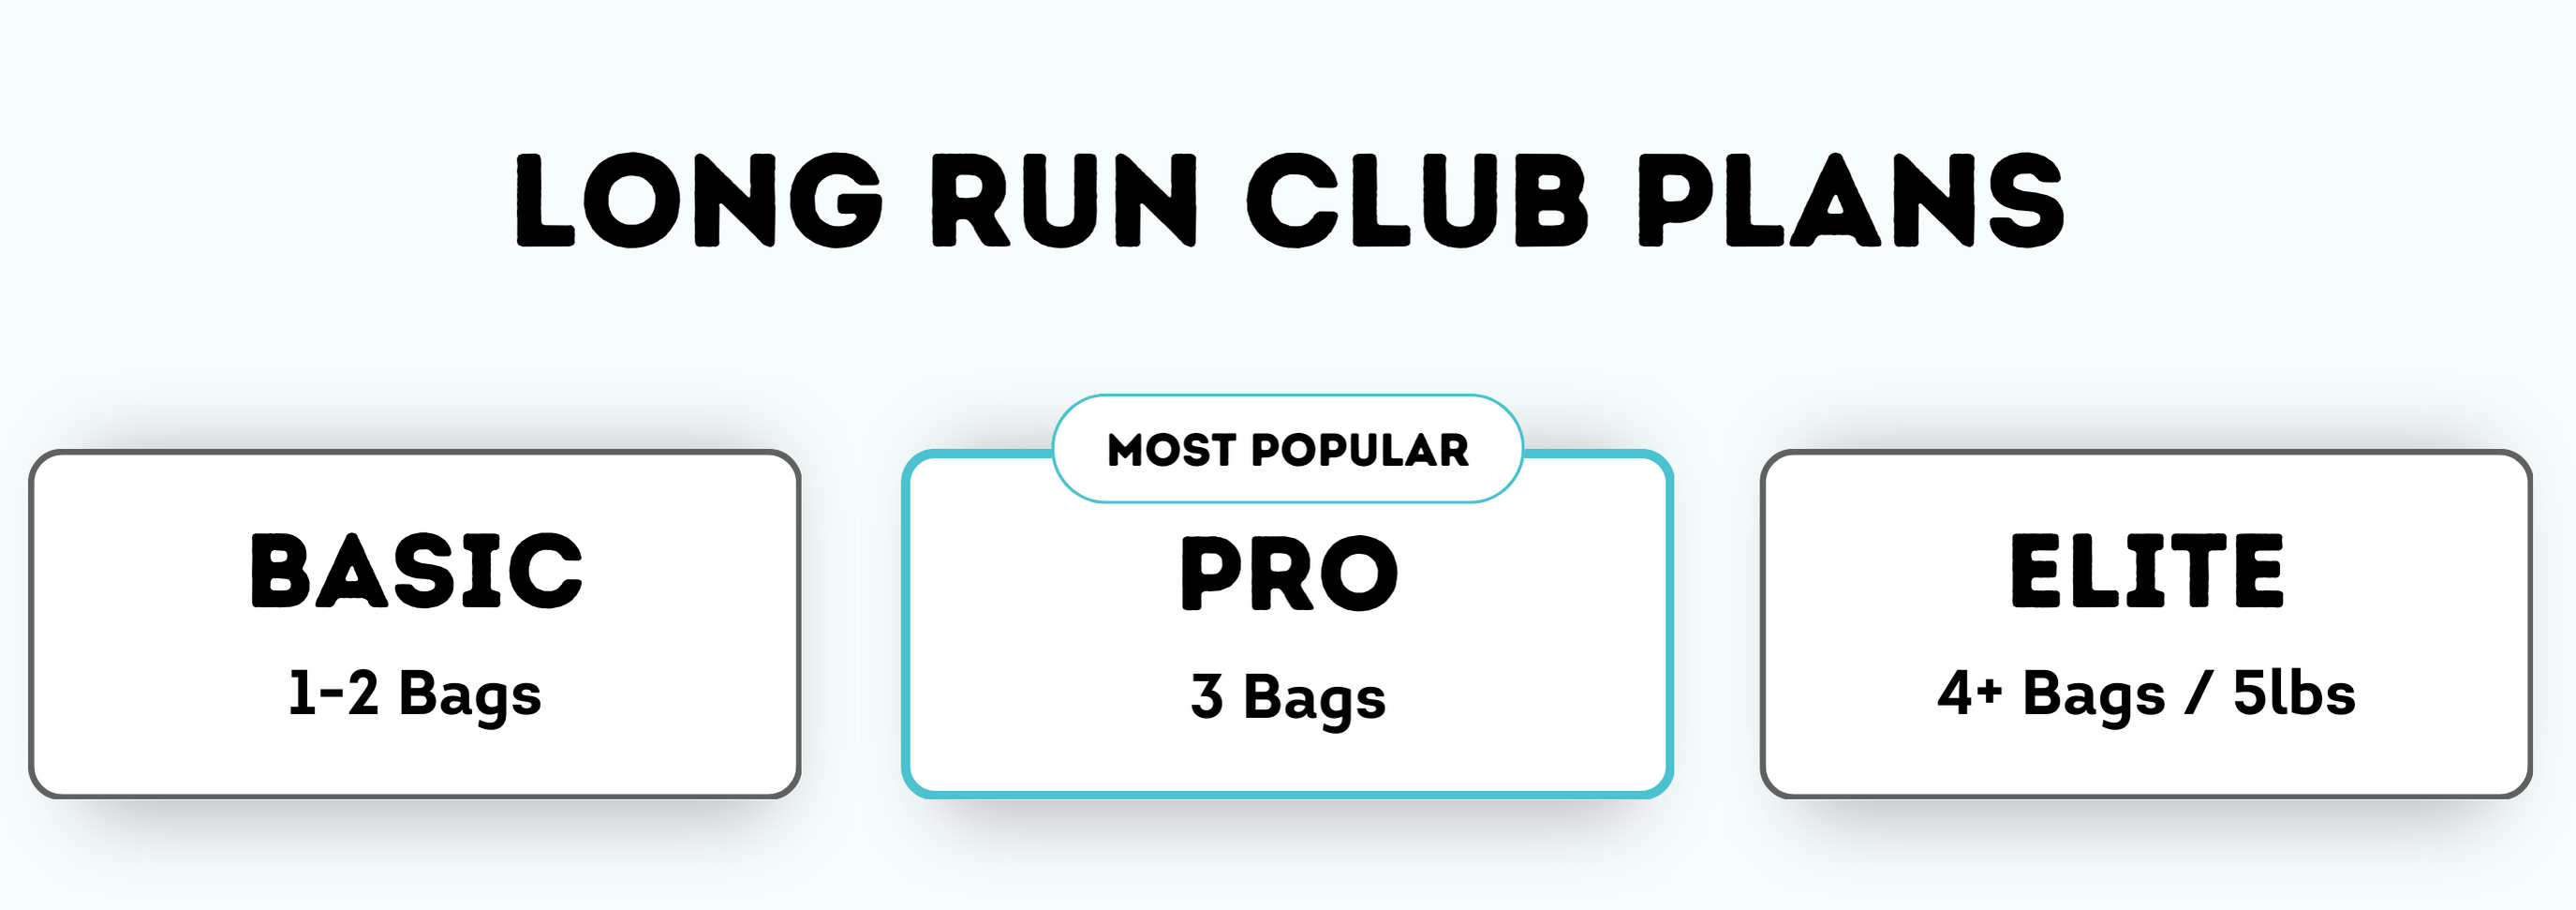 LONG RUN CLUB PLANS
BASIC
1-2 Bags
MOST POPULAR
PRO
3 Bags
ELITE
4+ Bags / 5lbs